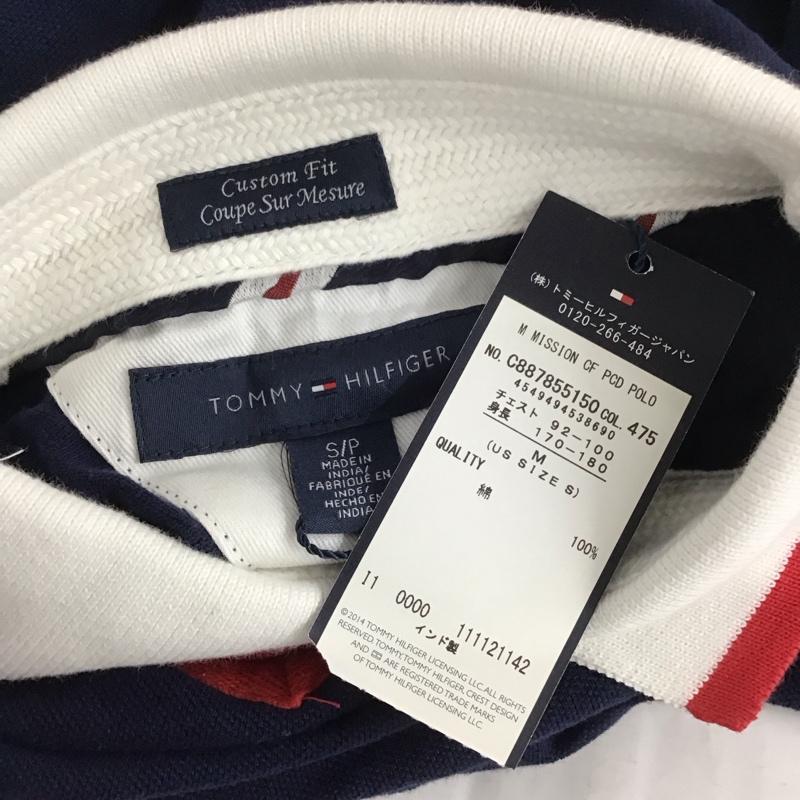 Custom Fit
Coupe Sur Mesure
TOMMY HILFIGER
S/P
MADE IN
INDIA/
FABRIQUÉ EN
INDE/
HECHO EN
INDIA
(株)トミーヒルフィガージャパン
0120-266-484
M MISSION CF PCD POLO
NO. C887855150 COL. 475
4549494538690
チェスト 92-100
身長 170-180
M
(US SIZE S)
QUALITY
綿 100%
I1 0000 111121142
インド製
©2014 TOMMY HILFIGER LICENSING LLC. ALL RIGHTS
RESERVED. TOMMY, TOMMY HILFIGER, CREST DESIGN
AND ARE REGISTERED TRADE MARKS
OF TOMMY HILFIGER LICENSING LLC.